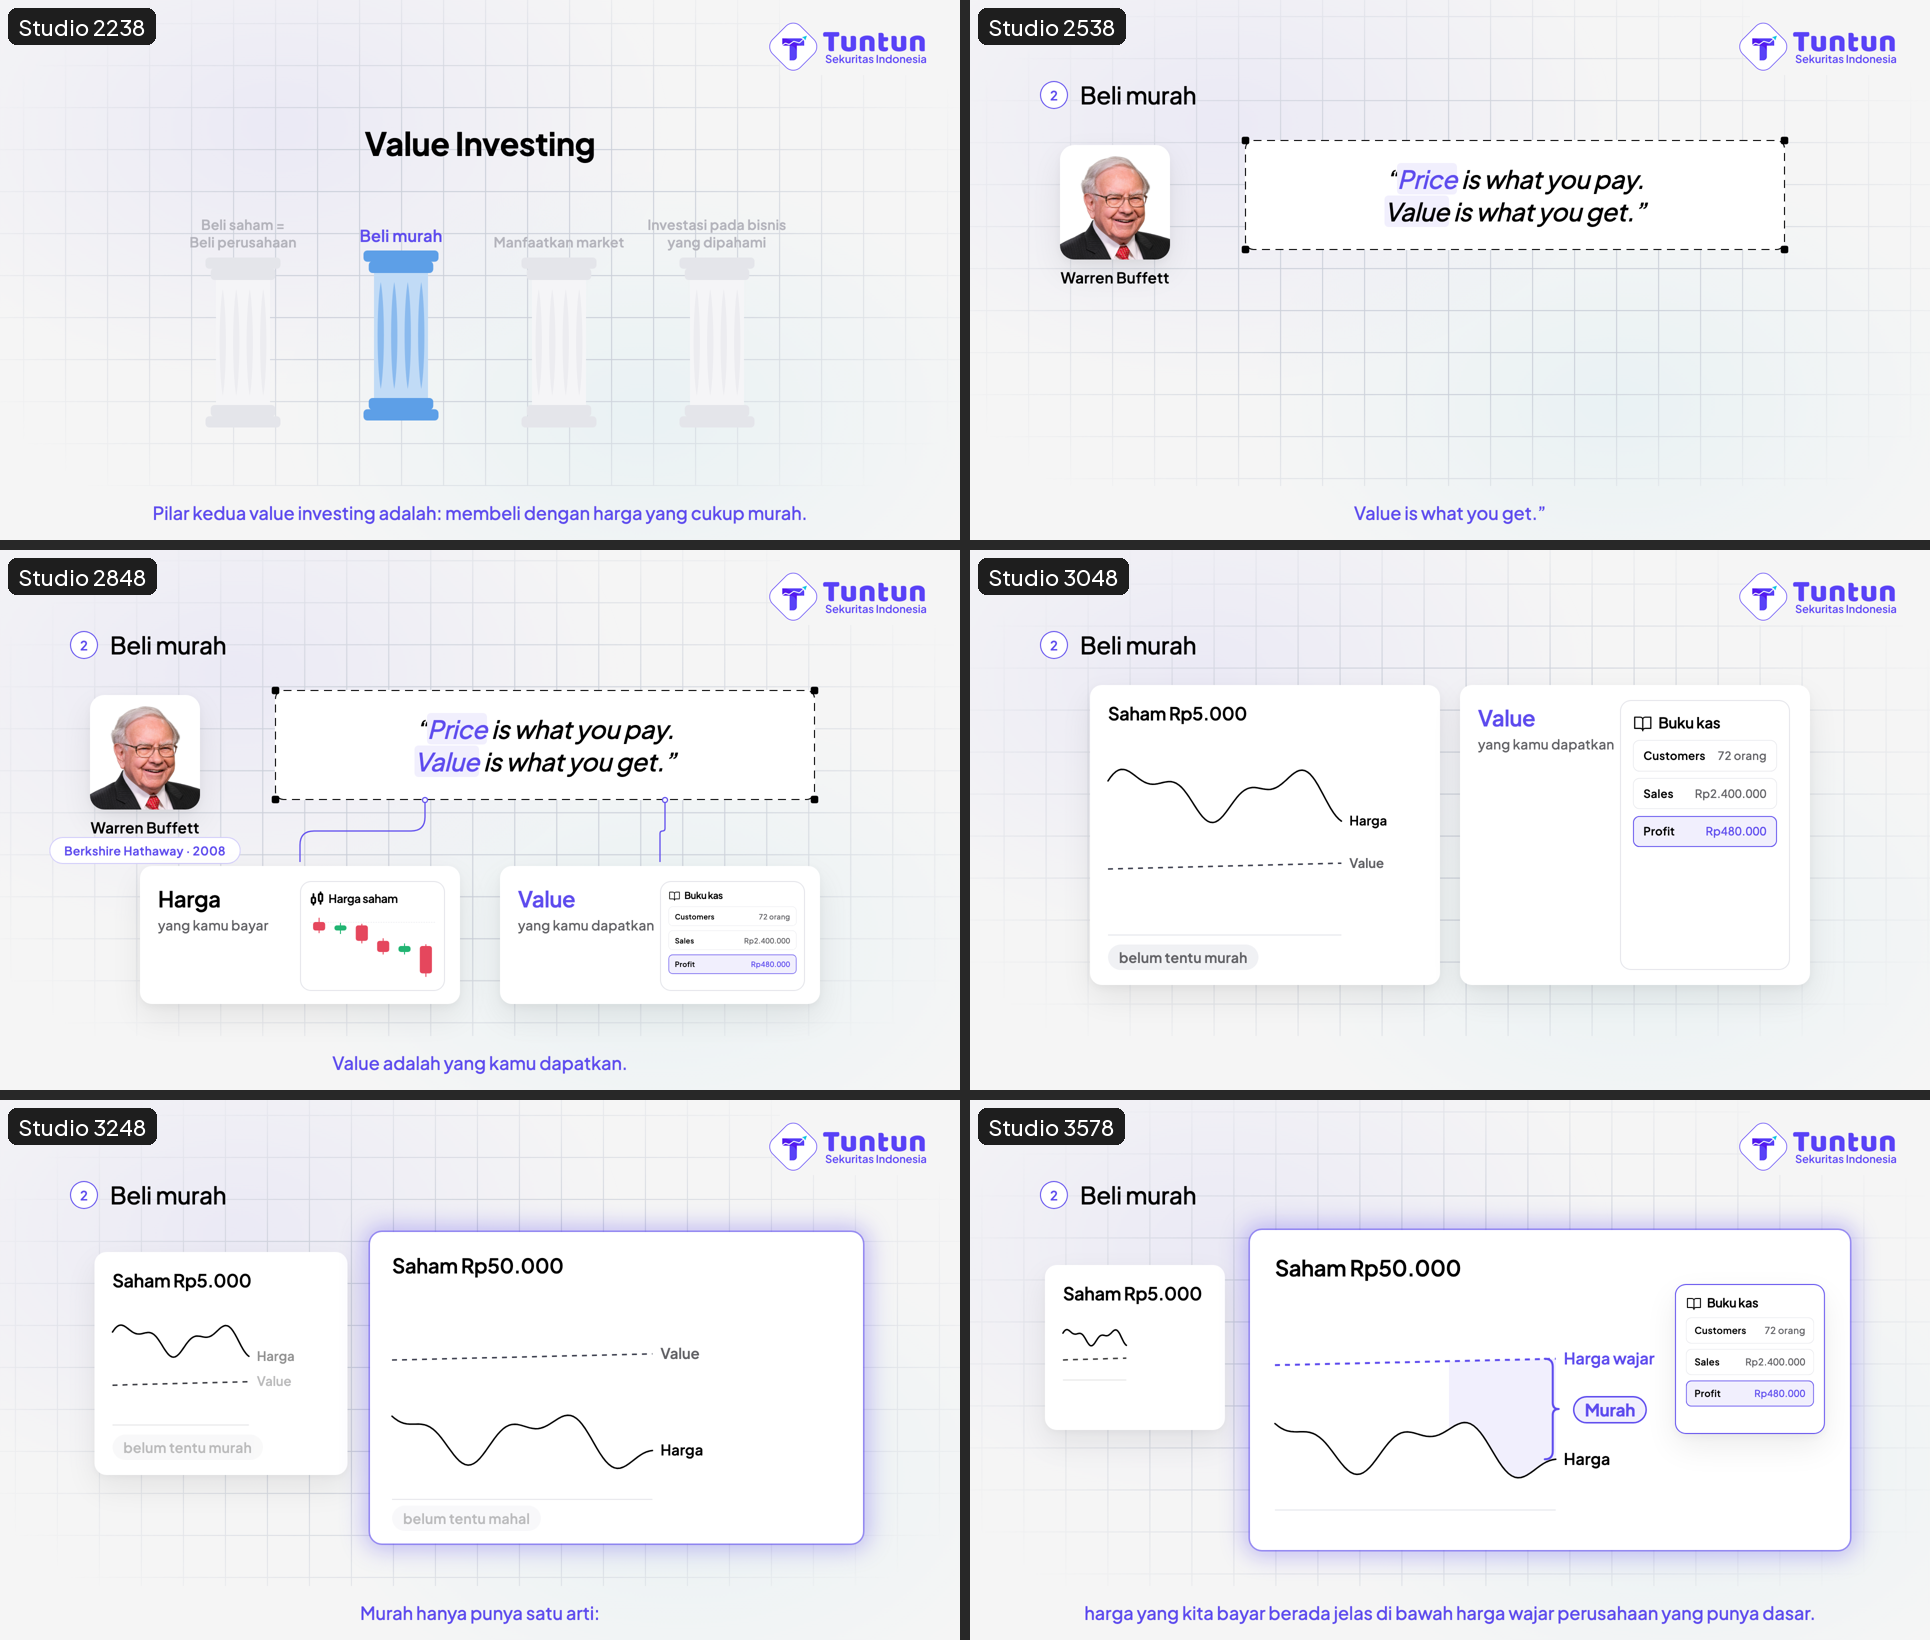 Studio 2238
Tuntun
Sekuritas Indonesia
Value Investing
Beli saham =
Beli perusahaan
Beli murah
Manfaatkan market
Investasi pada bisnis
yang dipahami
Pilar kedua value investing adalah: membeli dengan harga yang cukup murah.
Studio 2538
Tuntun
Sekuritas Indonesia
2 Beli murah
“Price is what you pay.
Value is what you get.”
Warren Buffett
Value is what you get.”
Studio 2848
Tuntun
Sekuritas Indonesia
2 Beli murah
“Price is what you pay.
Value is what you get.”
Warren Buffett
Berkshire Hathaway · 2008
Harga
yang kamu bayar
Harga saham
Value
yang kamu dapatkan
Buku kas
Customers 72 orang
Sales Rp2.400.000
Profit Rp480.000
Value adalah yang kamu dapatkan.
Studio 3048
Tuntun
Sekuritas Indonesia
2 Beli murah
Saham Rp5.000
Harga
Value
belum tentu murah
Value
yang kamu dapatkan
Buku kas
Customers 72 orang
Sales Rp2.400.000
Profit Rp480.000
Studio 3248
Tuntun
Sekuritas Indonesia
2 Beli murah
Saham Rp5.000
Harga
Value
belum tentu murah
Saham Rp50.000
Value
Harga
belum tentu mahal
Murah hanya punya satu arti:
Studio 3578
Tuntun
Sekuritas Indonesia
2 Beli murah
Saham Rp5.000
Saham Rp50.000
Harga wajar
Murah
Harga
Buku kas
Customers 72 orang
Sales Rp2.400.000
Profit Rp480.000
harga yang kita bayar berada jelas di bawah harga wajar perusahaan yang punya dasar.